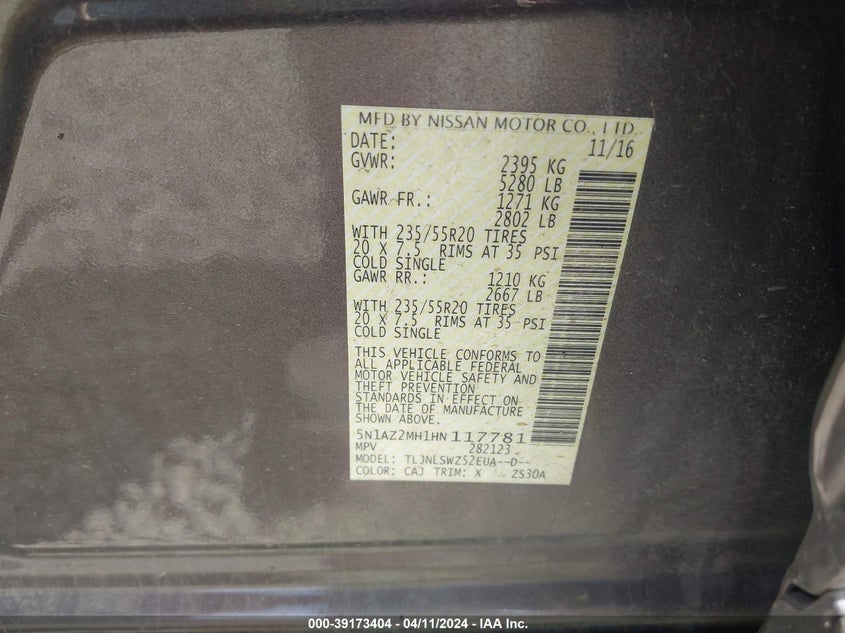 MFD BY NISSAN MOTOR CO., LTD.
DATE: 11/16
GVWR: 2395 KG
5280 LB
GAWR FR.: 1271 KG
2802 LB
WITH 235/55R20 TIRES
20 X 7.5 RIMS AT 35 PSI
COLD SINGLE
GAWR RR.: 1210 KG
2667 LB
WITH 235/55R20 TIRES
20 X 7.5 RIMS AT 35 PSI
COLD SINGLE
THIS VEHICLE CONFORMS TO
ALL APPLICABLE FEDERAL
MOTOR VEHICLE SAFETY AND
THEFT PREVENTION
STANDARDS IN EFFECT ON
THE DATE OF MANUFACTURE
SHOWN ABOVE.
5N1AZ2MH1HN117781
MPV 282123
MODEL: TLJNLSWZ52EUA--D--
COLOR: CAJ TRIM: X ZS30A
000-39173404 - 04/11/2024 - IAA Inc.